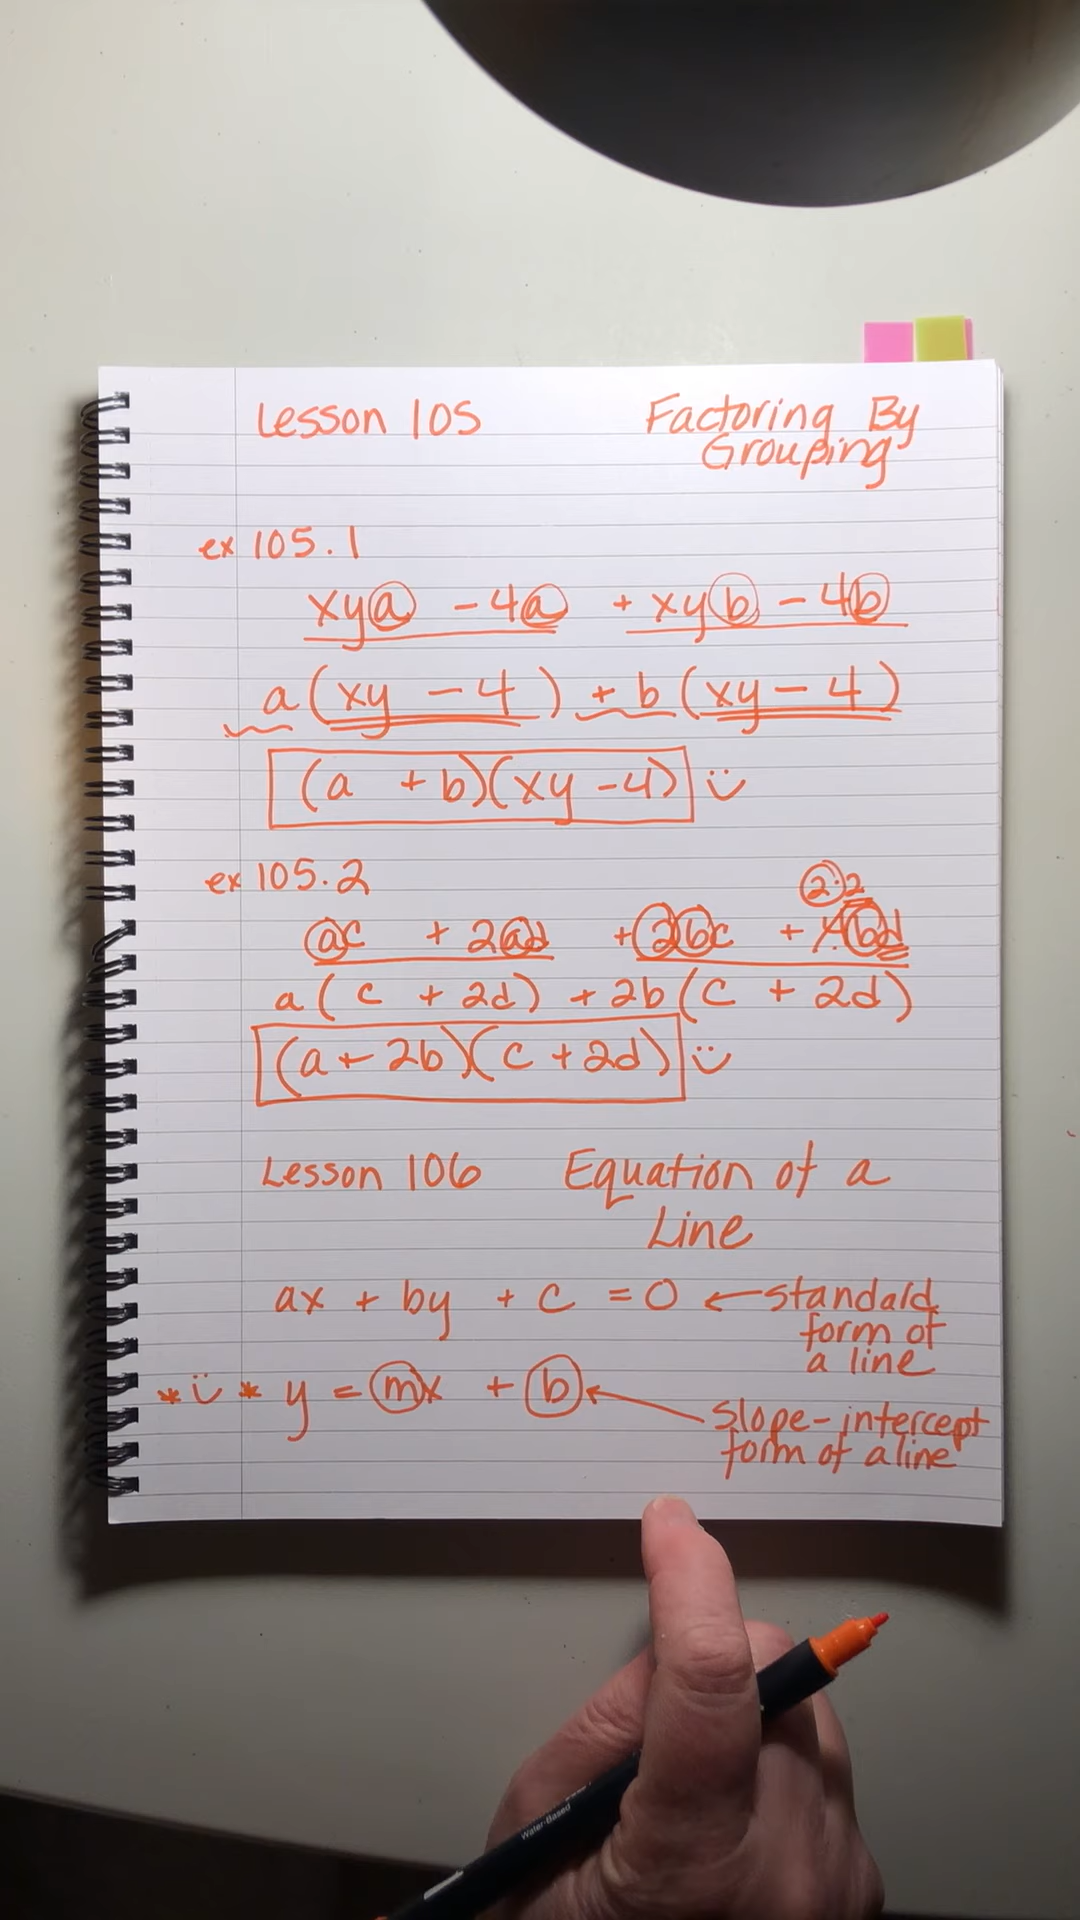 Lesson 105 Factoring By
Grouping
ex 105.1
xya - 4a + xyb - 4b
a (xy - 4) + b (xy - 4)
(a + b)(xy - 4) ü
ex 105.2
2·2
ac + 2ad + 2bc + 4bd
a ( c + 2d) + 2b (c + 2d)
(a + 2b)(c + 2d) ü
Lesson 106 Equation of a
Line
ax + by + c = 0 ← standard
form of
a line
* ü * y = mx + b ←
slope-intercept
form of a line
Water-Based